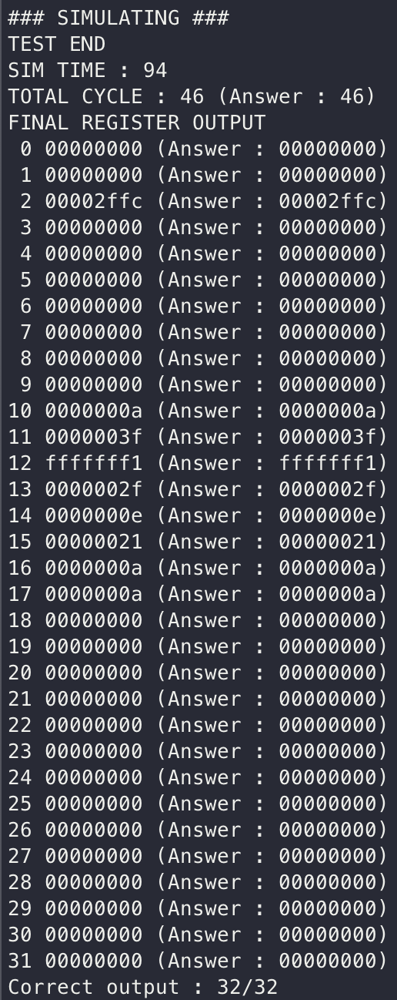 ### SIMULATING ###
TEST END
SIM TIME : 94
TOTAL CYCLE : 46 (Answer : 46)
FINAL REGISTER OUTPUT
 0 00000000 (Answer : 00000000)
 1 00000000 (Answer : 00000000)
 2 00002ffc (Answer : 00002ffc)
 3 00000000 (Answer : 00000000)
 4 00000000 (Answer : 00000000)
 5 00000000 (Answer : 00000000)
 6 00000000 (Answer : 00000000)
 7 00000000 (Answer : 00000000)
 8 00000000 (Answer : 00000000)
 9 00000000 (Answer : 00000000)
10 0000000a (Answer : 0000000a)
11 0000003f (Answer : 0000003f)
12 fffffff1 (Answer : fffffff1)
13 0000002f (Answer : 0000002f)
14 0000000e (Answer : 0000000e)
15 00000021 (Answer : 00000021)
16 0000000a (Answer : 0000000a)
17 0000000a (Answer : 0000000a)
18 00000000 (Answer : 00000000)
19 00000000 (Answer : 00000000)
20 00000000 (Answer : 00000000)
21 00000000 (Answer : 00000000)
22 00000000 (Answer : 00000000)
23 00000000 (Answer : 00000000)
24 00000000 (Answer : 00000000)
25 00000000 (Answer : 00000000)
26 00000000 (Answer : 00000000)
27 00000000 (Answer : 00000000)
28 00000000 (Answer : 00000000)
29 00000000 (Answer : 00000000)
30 00000000 (Answer : 00000000)
31 00000000 (Answer : 00000000)
Correct output : 32/32